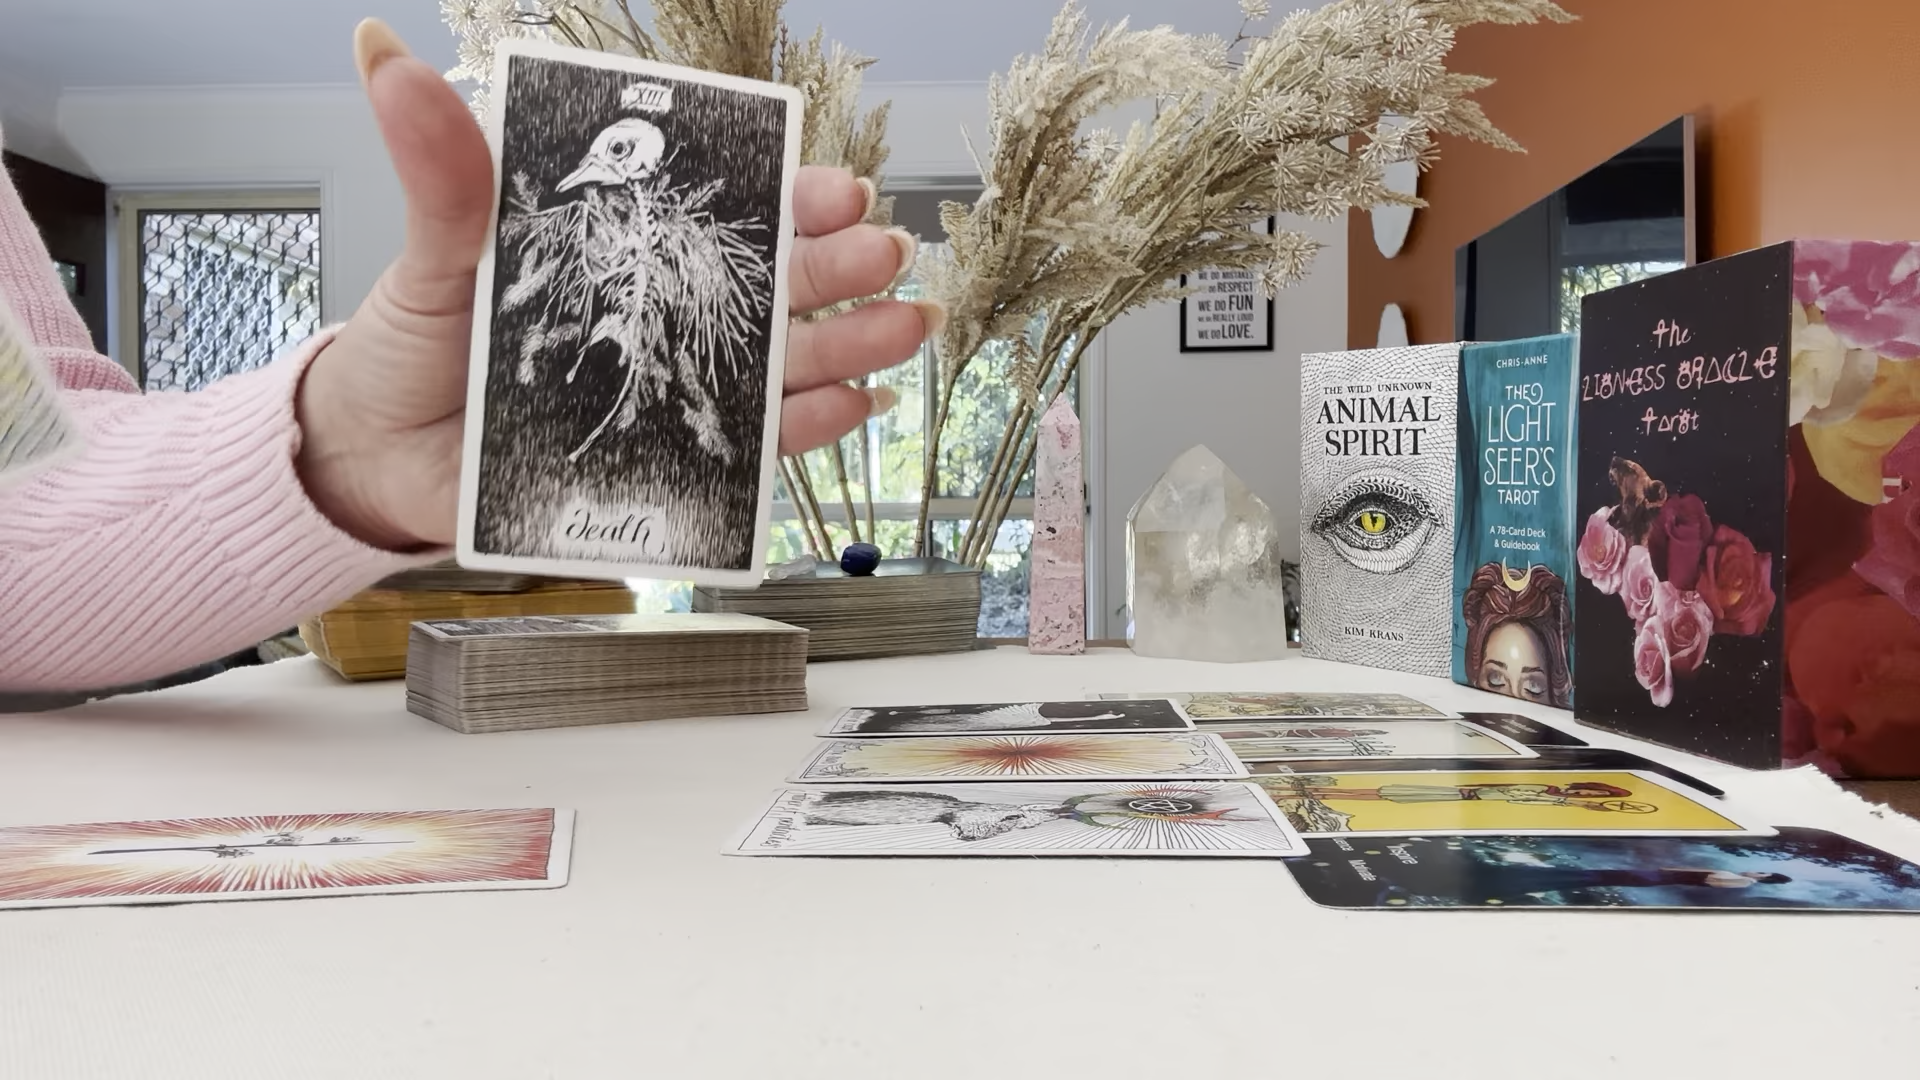 XIII
death
WE DO MISTAKES
WE DO RESPECT
WE DO FUN
WE DO REALLY LOUD
WE DO LOVE.
THE WILD UNKNOWN
ANIMAL
SPIRIT
KIM KRANS
CHRIS-ANNE
THE
LIGHT
SEER'S
TAROT
A 78-Card Deck
& Guidebook
the
LIONESS ORACLE
tarot
Inspire
Motivate